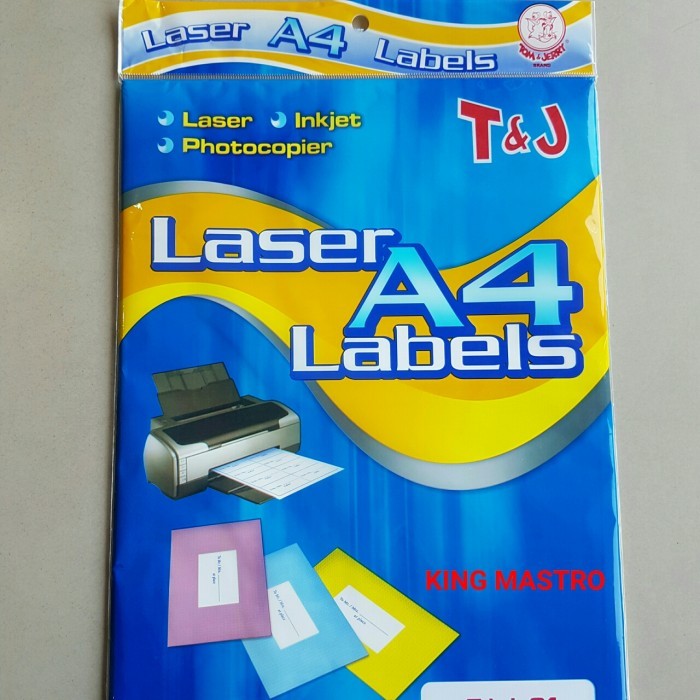 Laser A4 Labels
TOM & JERRY
BRAND
Laser Inkjet
Photocopier
T&J
Laser
A4
Labels
KING MASTRO